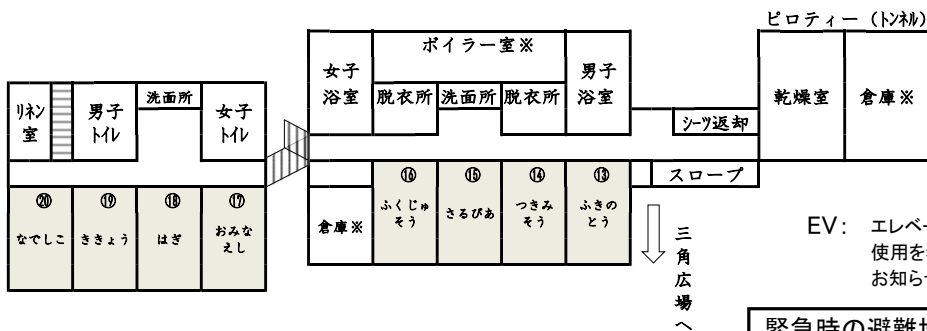 ピロティー（トンネル）
ボイラー室※
女子
浴室
男子
浴室
脱衣所
洗面所
脱衣所
乾燥室
倉庫※
リネン
室
男子
トイレ
洗面所
女子
トイレ
シーツ返却
スロープ
⑳
なでしこ
⑲
ききょう
⑱
はぎ
⑰
おみな
えし
倉庫※
⑯
ふくじゅ
そう
⑮
さるびあ
⑭
つきみ
そう
⑬
ふきの
とう
三角広場へ
EV： エレベー
使用を
お知ら
緊急時の避難